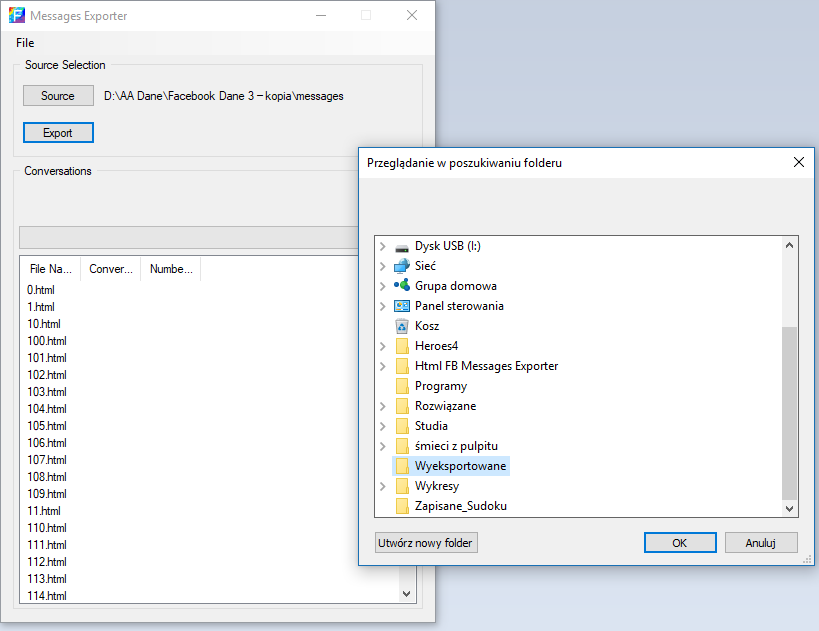 Messages Exporter
File
Source Selection
Source D:\AA Dane\Facebook Dane 3 – kopia\messages
Export
Conversations
File Na... Conver... Numbe...
0.html
1.html
10.html
100.html
101.html
102.html
103.html
104.html
105.html
106.html
107.html
108.html
109.html
11.html
110.html
111.html
112.html
113.html
114.html
Przeglądanie w poszukiwaniu folderu
Dysk USB (I:)
Sieć
Grupa domowa
Panel sterowania
Kosz
Heroes4
Html FB Messages Exporter
Programy
Rozwiązane
Studia
śmieci z pulpitu
Wyeksportowane
Wykresy
Zapisane_Sudoku
Utwórz nowy folder OK Anuluj